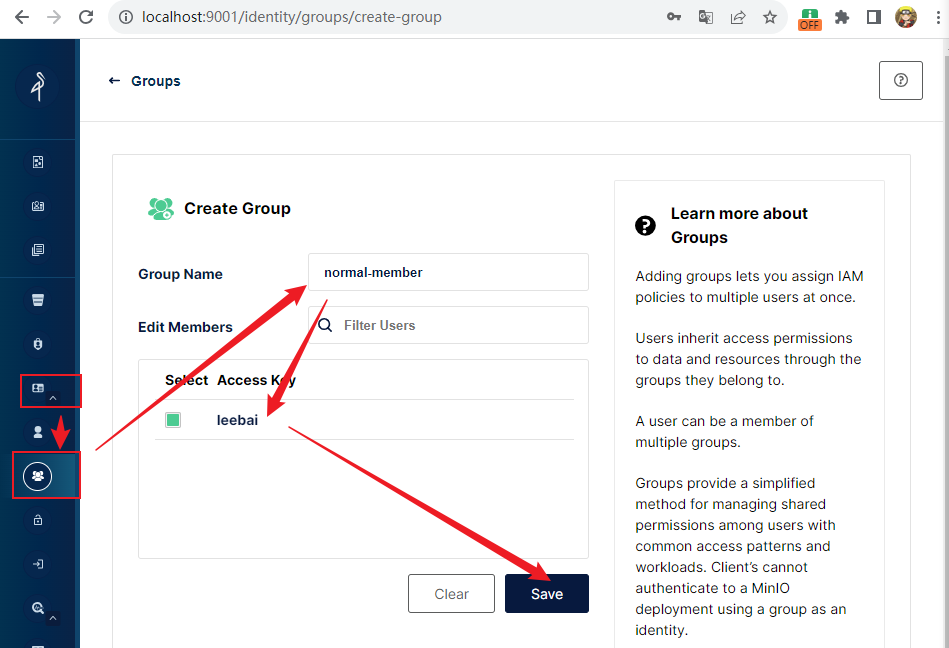 localhost:9001/identity/groups/create-group
OFF
Groups
Create Group
Group Name
normal-member
Edit Members
Filter Users
Select Access Key
leebai
Clear
Save
Learn more about
Groups
Adding groups lets you assign IAM
policies to multiple users at once.
Users inherit access permissions
to data and resources through the
groups they belong to.
A user can be a member of
multiple groups.
Groups provide a simplified
method for managing shared
permissions among users with
common access patterns and
workloads. Client's cannot
authenticate to a MinIO
deployment using a group as an
identity.